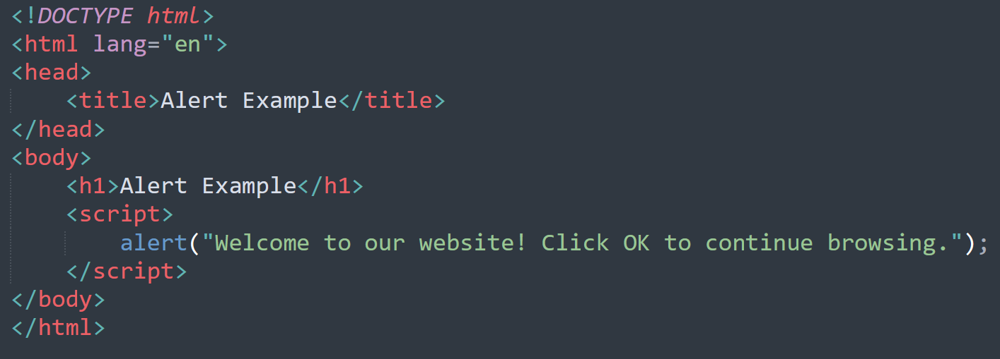 <!DOCTYPE html>
<html lang="en">
<head>
    <title>Alert Example</title>
</head>
<body>
    <h1>Alert Example</h1>
    <script>
        alert("Welcome to our website! Click OK to continue browsing.");
    </script>
</body>
</html>